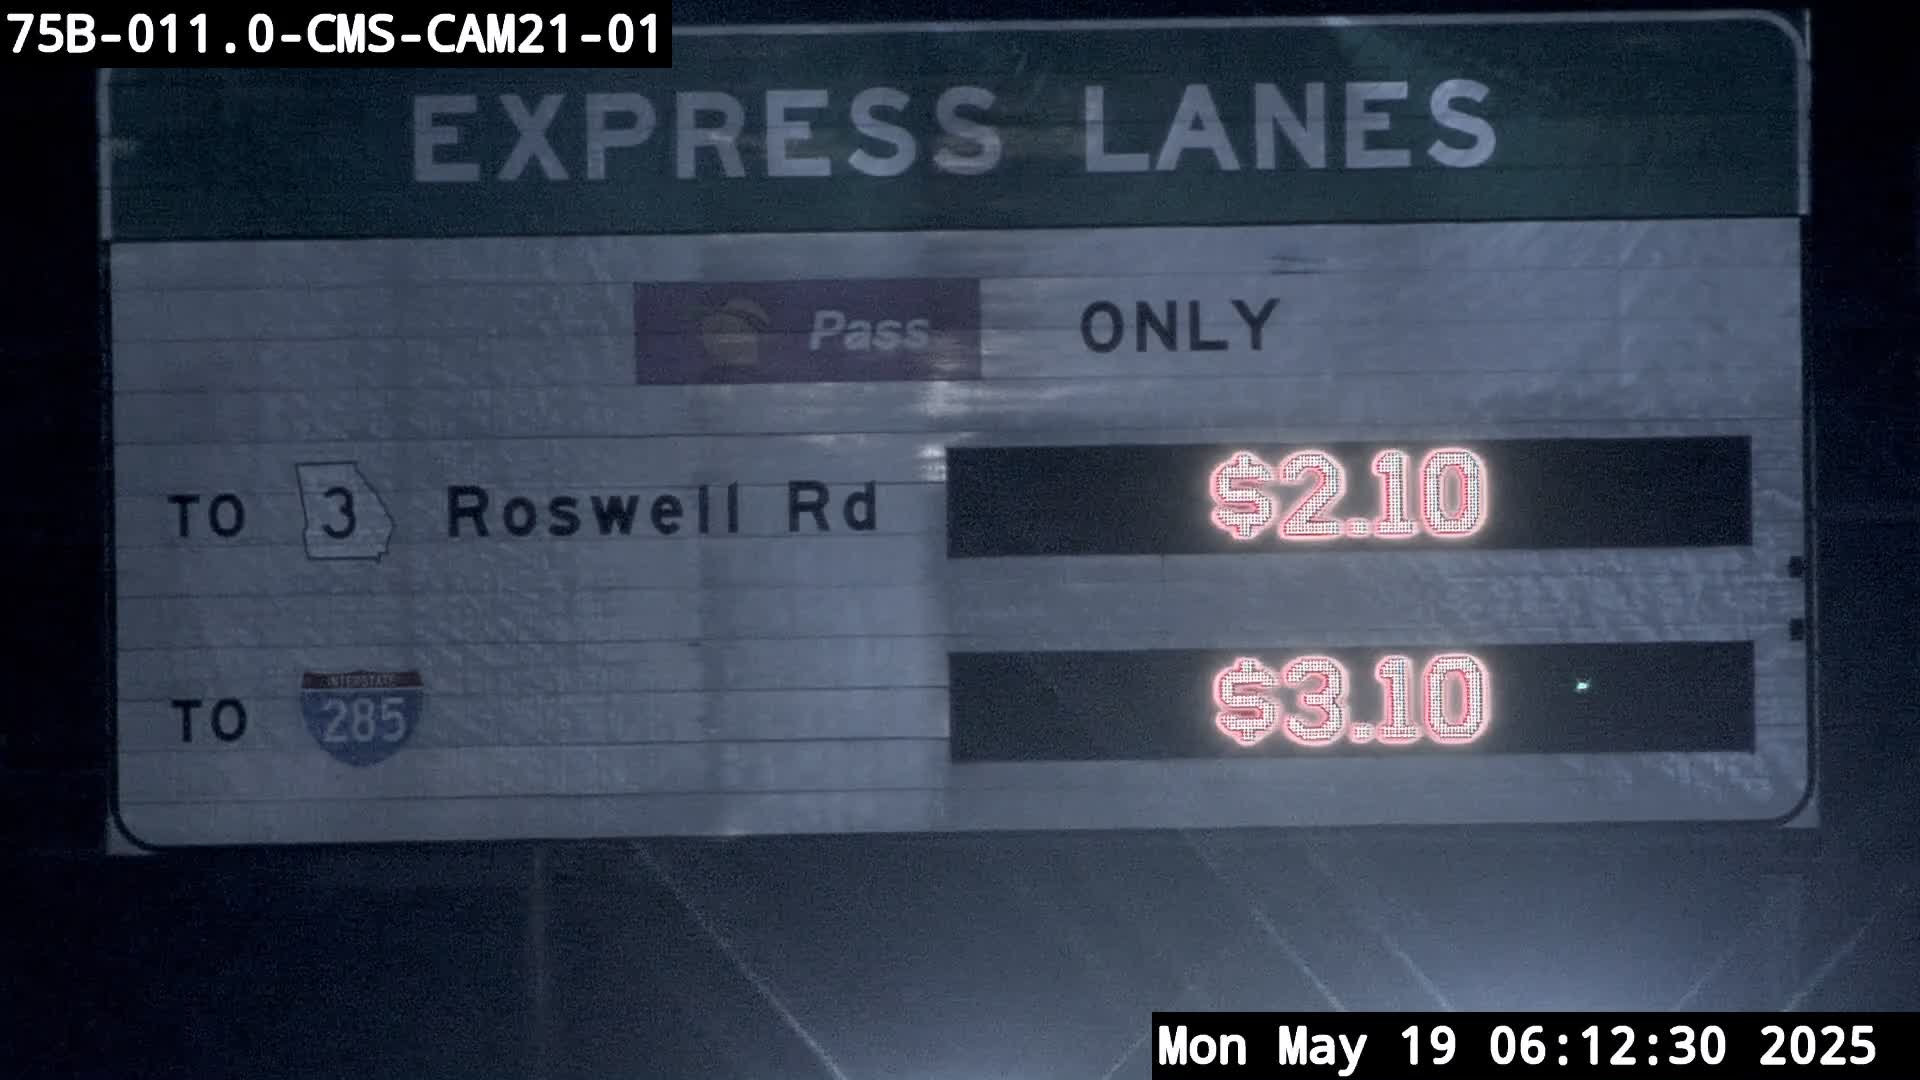 75B-011.0-CMS-CAM21-01
EXPRESS LANES
Pass ONLY
TO 3 Roswell Rd $2.10
TO INTERSTATE 285 $3.10
Mon May 19 06:12:30 2025